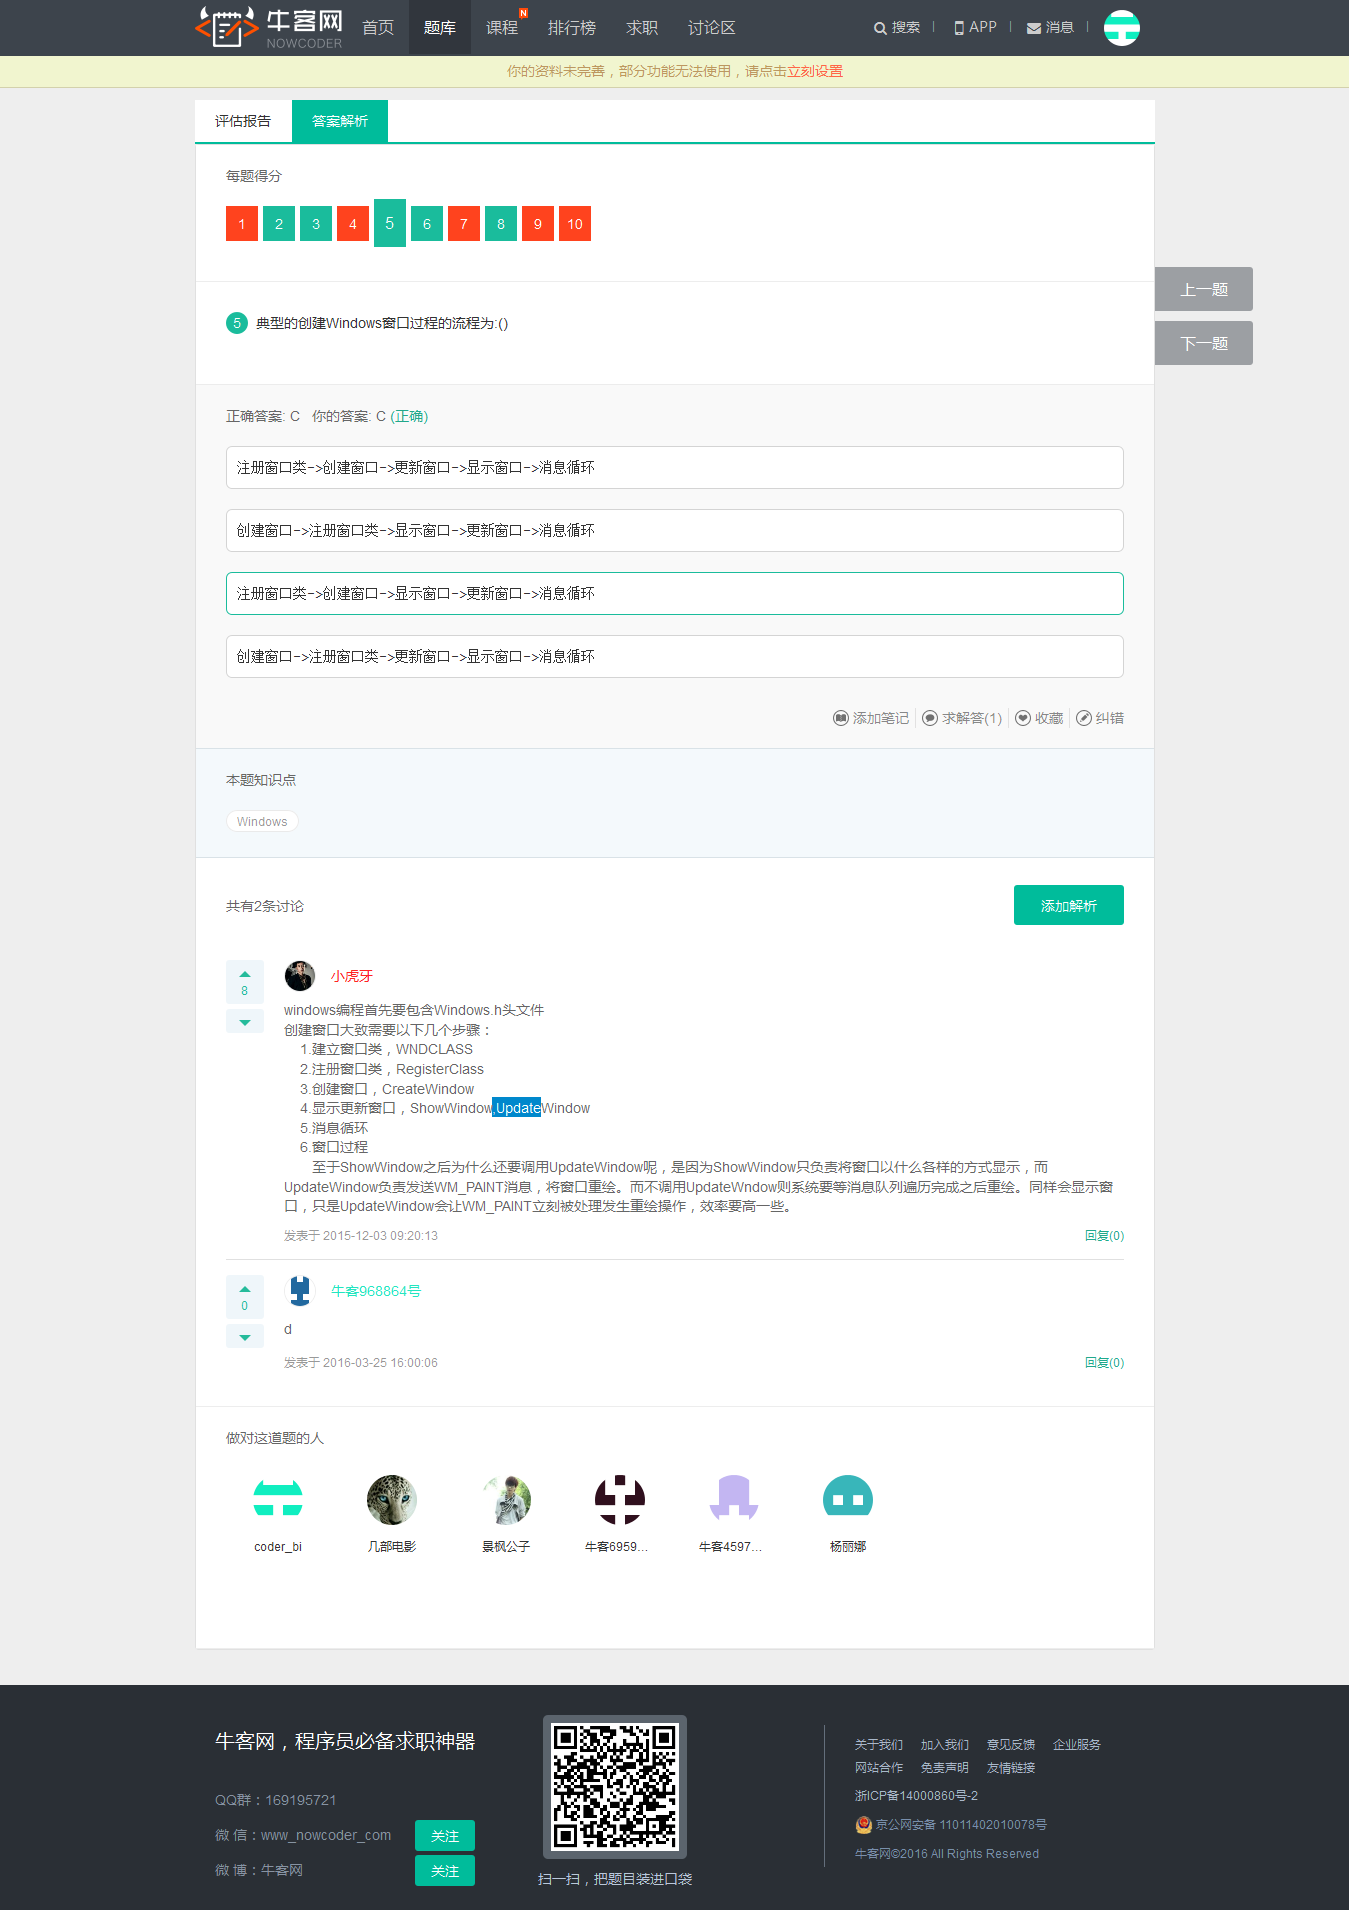 牛客网 NOWCODER 首页 题库 课程 N 排行榜 求职 讨论区 搜索 APP 消息
你的资料未完善，部分功能无法使用，请点击立刻设置
评估报告 答案解析
每题得分
1 2 3 4 5 6 7 8 9 10
上一题
下一题
5 典型的创建Windows窗口过程的流程为:()
正确答案: C 你的答案: C (正确)
注册窗口类->创建窗口->更新窗口->显示窗口->消息循环
创建窗口->注册窗口类->显示窗口->更新窗口->消息循环
注册窗口类->创建窗口->显示窗口->更新窗口->消息循环
创建窗口->注册窗口类->更新窗口->显示窗口->消息循环
添加笔记 求解答(1) 收藏 纠错
本题知识点
Windows
共有2条讨论 添加解析
8 小虎牙
windows编程首先要包含Windows.h头文件
创建窗口大致需要以下几个步骤：
1.建立窗口类，WNDCLASS
2.注册窗口类，RegisterClass
3.创建窗口，CreateWindow
4.显示更新窗口，ShowWindow,UpdateWindow
5.消息循环
6.窗口过程
至于ShowWindow之后为什么还要调用UpdateWindow呢，是因为ShowWindow只负责将窗口以什么各样的方式显示，而
UpdateWindow负责发送WM_PAINT消息，将窗口重绘。而不调用UpdateWndow则系统要等消息队列遍历完成之后重绘。同样会显示窗
口，只是UpdateWindow会让WM_PAINT立刻被处理发生重绘操作，效率要高一些。
发表于 2015-12-03 09:20:13 回复(0)
0 牛客968864号
d
发表于 2016-03-25 16:00:06 回复(0)
做对这道题的人
coder_bi 几部电影 景枫公子 牛客6959... 牛客4597... 杨丽娜
牛客网，程序员必备求职神器
QQ群：169195721
微 信：www_nowcoder_com 关注
微 博：牛客网 关注
扫一扫，把题目装进口袋
关于我们 加入我们 意见反馈 企业服务
网站合作 免责声明 友情链接
浙ICP备14000860号-2
京公网安备 11011402010078号
牛客网©2016 All Rights Reserved